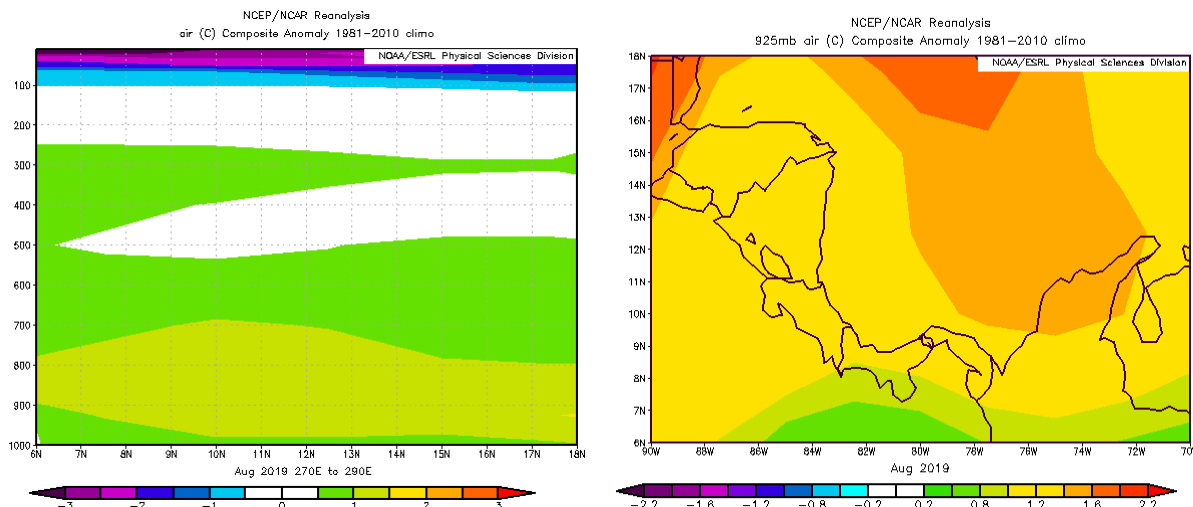 NCEP/NCAR Reanalysis
air (C) Composite Anomaly 1981-2010 climo
NOAA/ESRL Physical Sciences Division
100
200
300
400
500
600
700
800
900
1000
6N 7N 8N 9N 10N 11N 12N 13N 14N 15N 16N 17N 18N
Aug 2019 270E to 290E
-3 -2 -1 0 1 2 3
NCEP/NCAR Reanalysis
925mb air (C) Composite Anomaly 1981-2010 climo
NOAA/ESRL Physical Sciences Division
18N
17N
16N
15N
14N
13N
12N
11N
10N
9N
8N
7N
6N
90W 88W 86W 84W 82W 80W 78W 76W 74W 72W 70
Aug 2019
-2.2 -1.6 -1.2 -0.8 -0.2 0.2 0.8 1.2 1.6 2.2